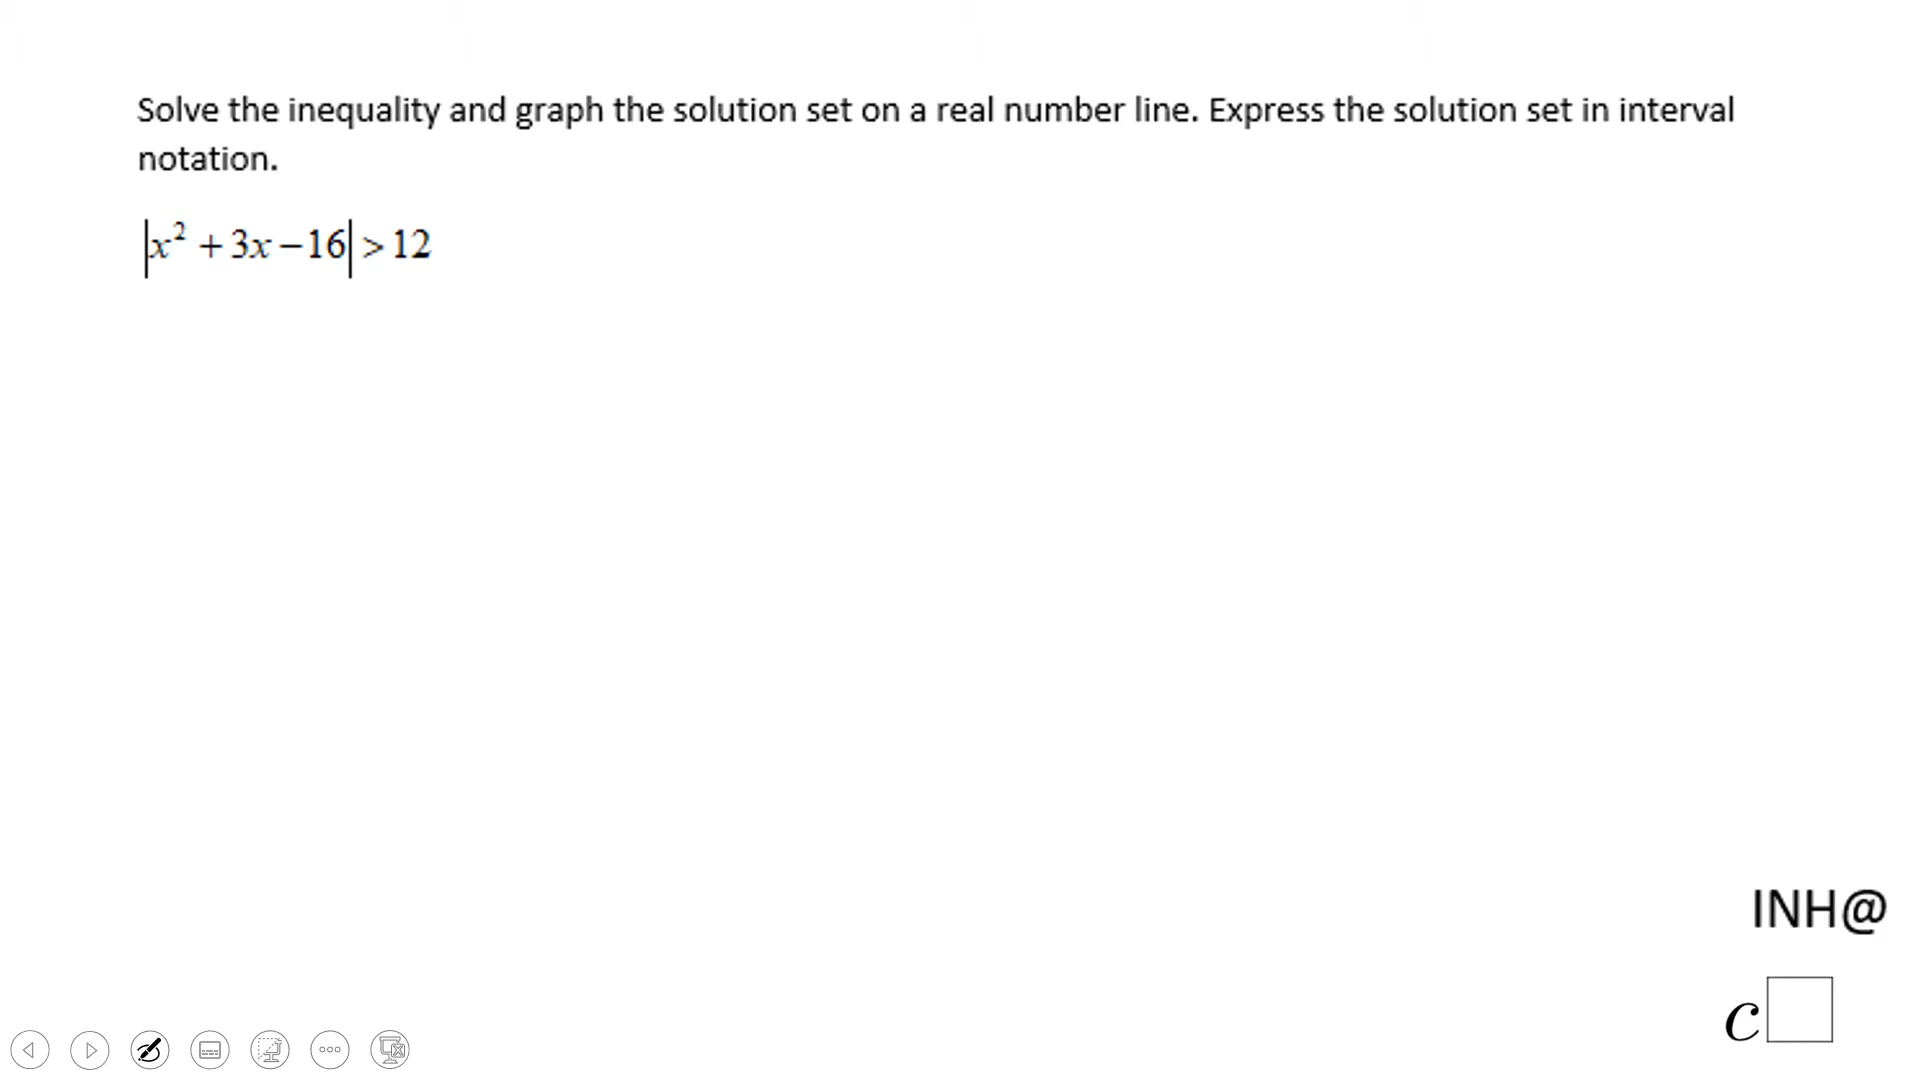 Solve the inequality and graph the solution set on a real number line. Express the solution set in interval
notation.
|x² + 3x − 16| > 12
INH@
c